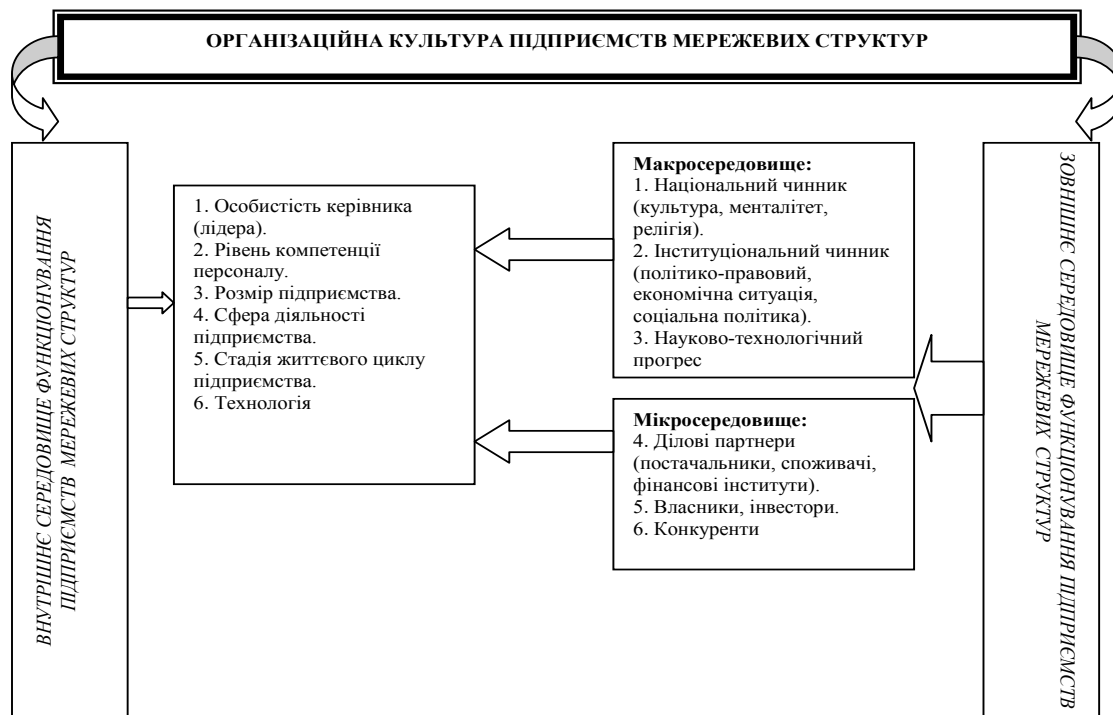 ОРГАНІЗАЦІЙНА КУЛЬТУРА ПІДПРИЄМСТВ МЕРЕЖЕВИХ СТРУКТУР
ВНУТРІШНЄ СЕРЕДОВИЩЕ ФУНКЦІОНУВАННЯ
ПІДПРИЄМСТВ МЕРЕЖЕВИХ СТРУКТУР
1. Особистість керівника
(лідера).
2. Рівень компетенції
персоналу.
3. Розмір підприємства.
4. Сфера діяльності
підприємства.
5. Стадія життєвого циклу
підприємства.
6. Технологія
Макросередовище:
1. Національний чинник
(культура, менталітет,
релігія).
2. Інституціональний чинник
(політико-правовий,
економічна ситуація,
соціальна політика).
3. Науково-технологічний
прогрес
Мікросередовище:
4. Ділові партнери
(постачальники, споживачі,
фінансові інститути).
5. Власники, інвестори.
6. Конкуренти
ЗОВНІШНЄ СЕРЕДОВИЩЕ ФУНКЦІОНУВАННЯ ПІДПРИЄМСТВ
МЕРЕЖЕВИХ СТРУКТУР